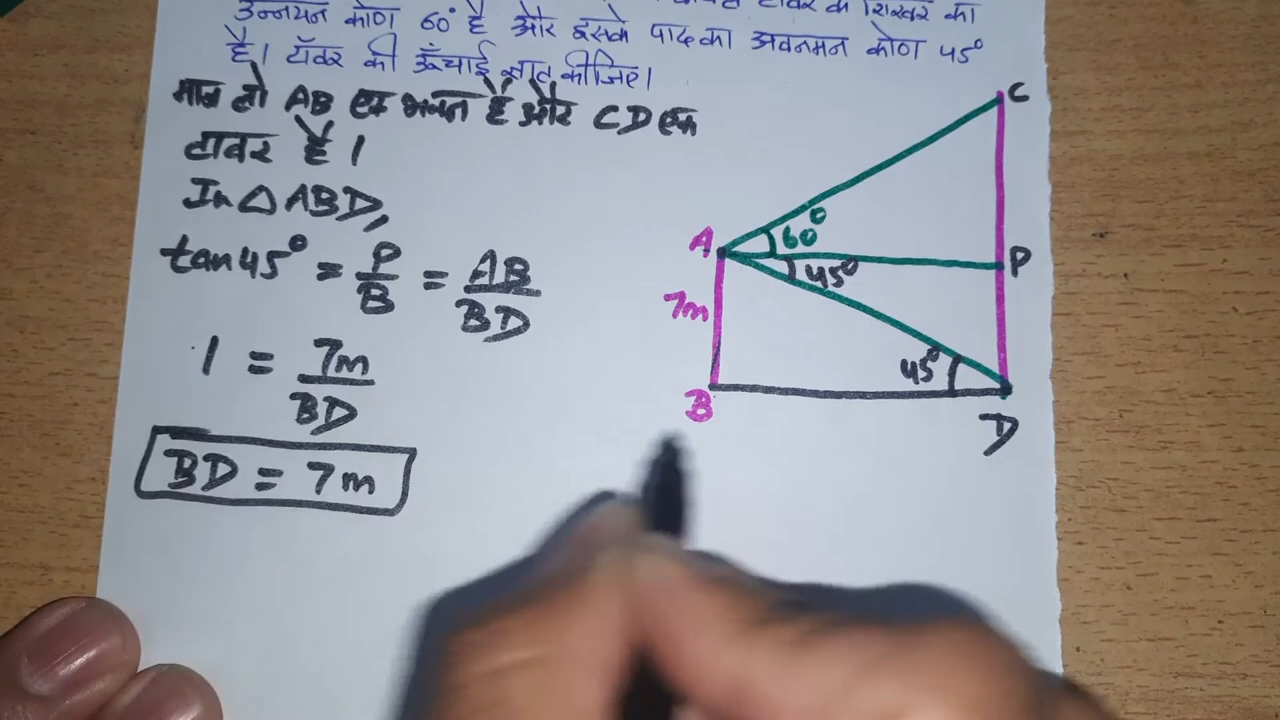 के शिखर का
उन्नयन कोण 60° है और इसके पाद का अवनमन कोण 45°
है। टॉवर की ऊँचाई ज्ञात कीजिए।
मान लो AB एक भवन है और CD एक
टावर है।
In △ABD,
tan45° = P/B = AB/BD
1 = 7m/BD
BD = 7m
C
A 60°
45° P
7m
45°
B
D